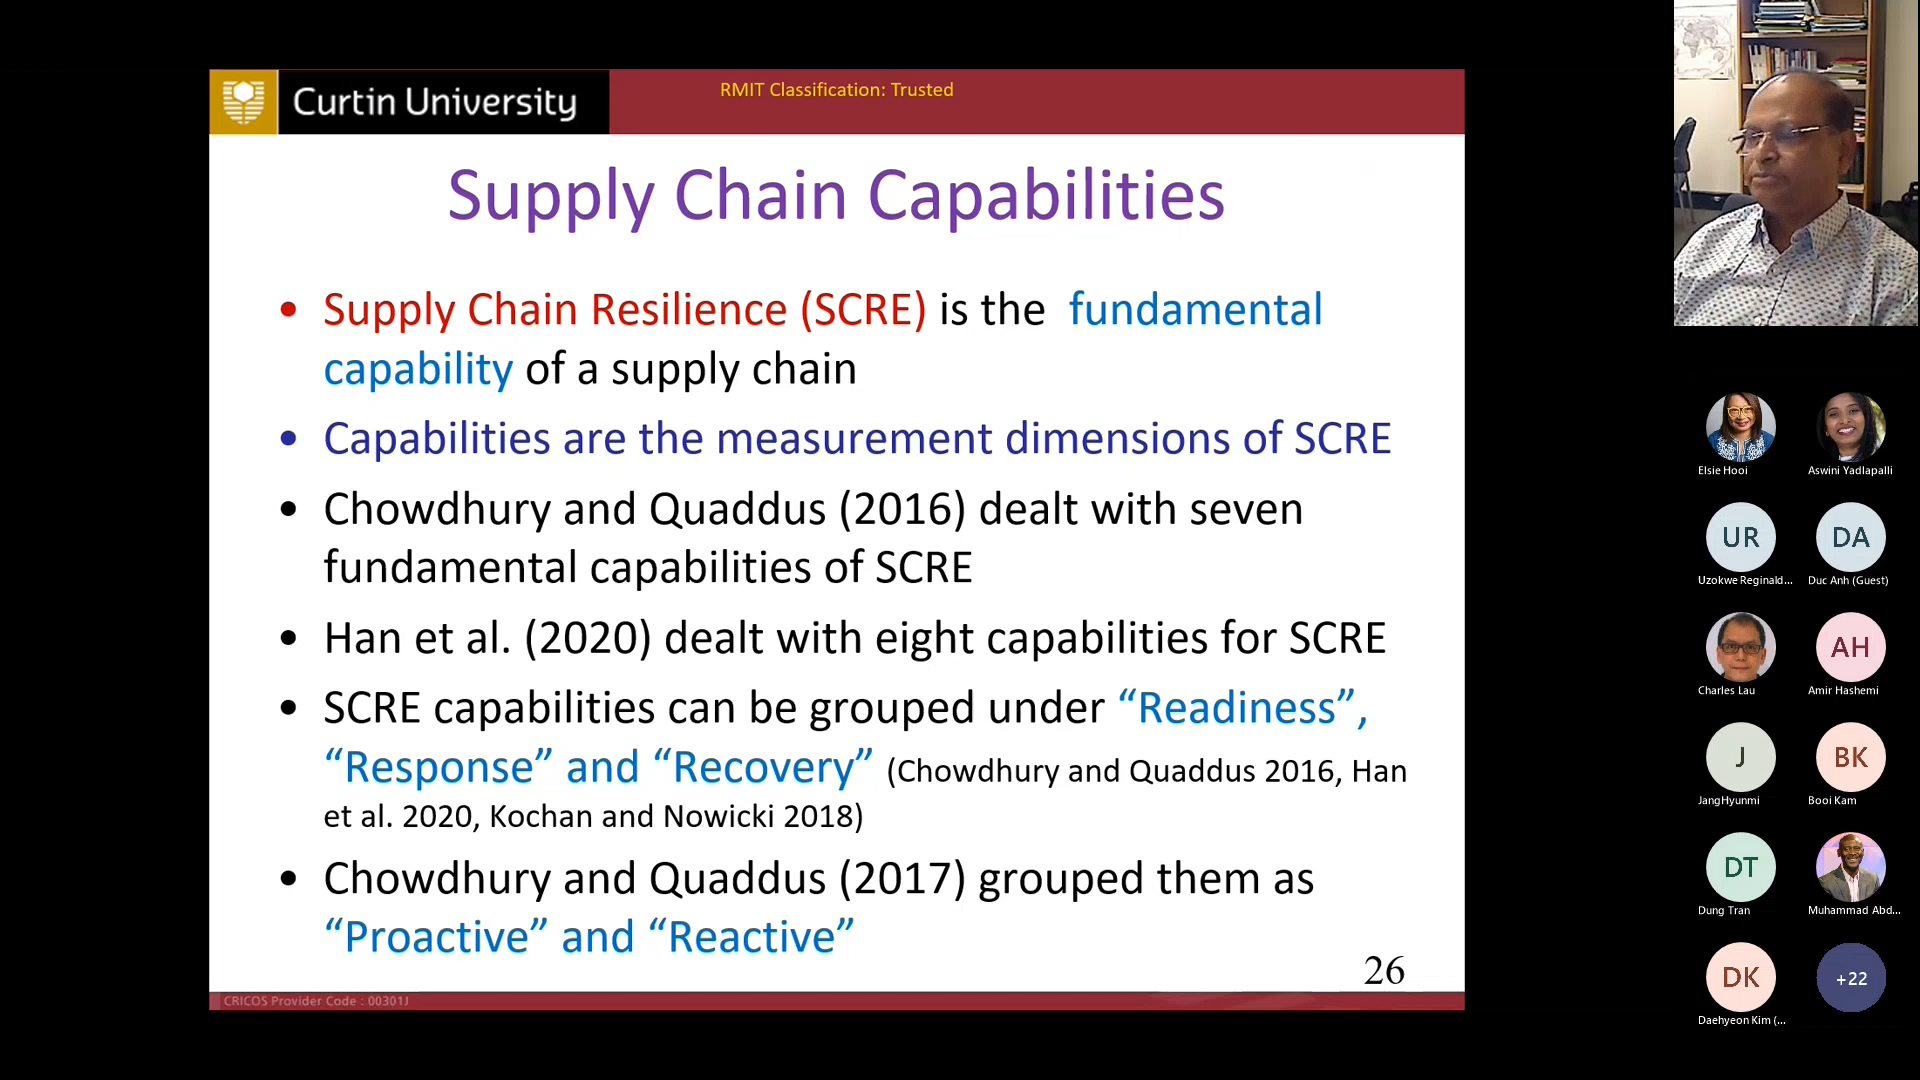 Curtin University
RMIT Classification: Trusted
Supply Chain Capabilities
• Supply Chain Resilience (SCRE) is the fundamental
capability of a supply chain
• Capabilities are the measurement dimensions of SCRE
• Chowdhury and Quaddus (2016) dealt with seven
fundamental capabilities of SCRE
• Han et al. (2020) dealt with eight capabilities for SCRE
• SCRE capabilities can be grouped under “Readiness”,
“Response” and “Recovery” (Chowdhury and Quaddus 2016, Han
et al. 2020, Kochan and Nowicki 2018)
• Chowdhury and Quaddus (2017) grouped them as
“Proactive” and “Reactive”
26
CRICOS Provider Code : 00301J
Elsie Hooi
Aswini Yadlapalli
UR
DA
Uzokwe Reginald...
Duc Anh (Guest)
AH
Charles Lau
Amir Hashemi
J
BK
JangHyunmi
Booi Kam
DT
Dung Tran
Muhammad Abd...
DK
+22
Daehyeon Kim (...